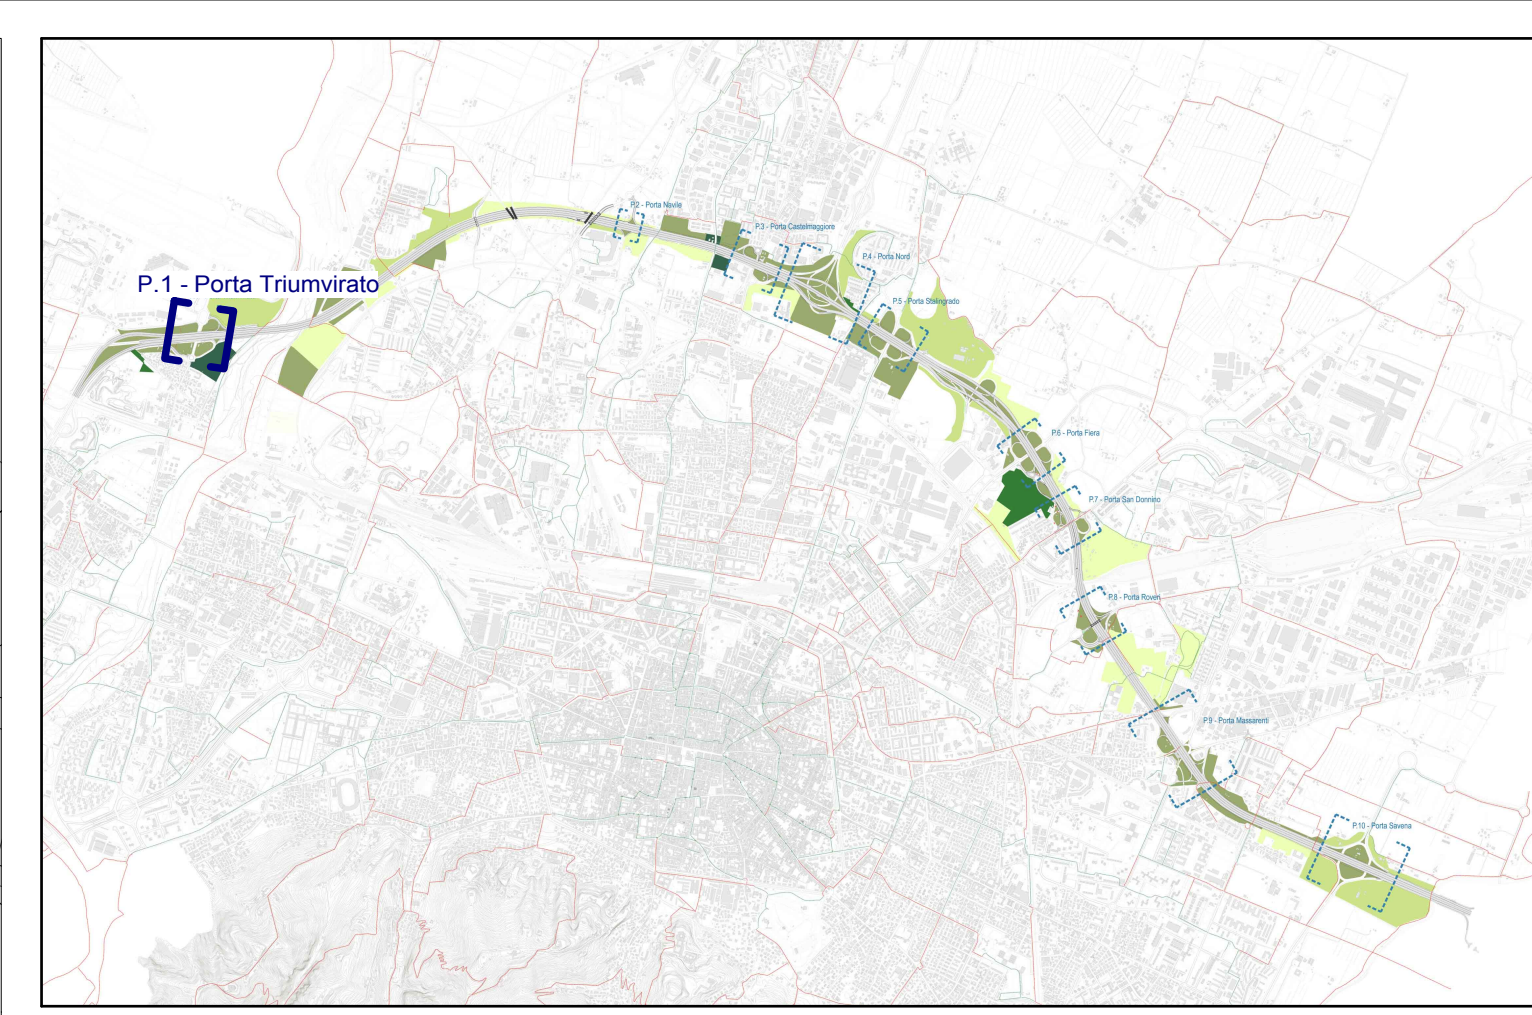 P.1 - Porta Triumvirato
P.2 - Porta Navile
P.3 - Porta Castelmaggiore
P.4 - Porta Nord
P.5 - Porta Stalingrado
P.6 - Porta Fiera
P.7 - Porta San Donnino
P.8 - Porta Roveri
P.9 - Porta Massarenti
P.10 - Porta Savena